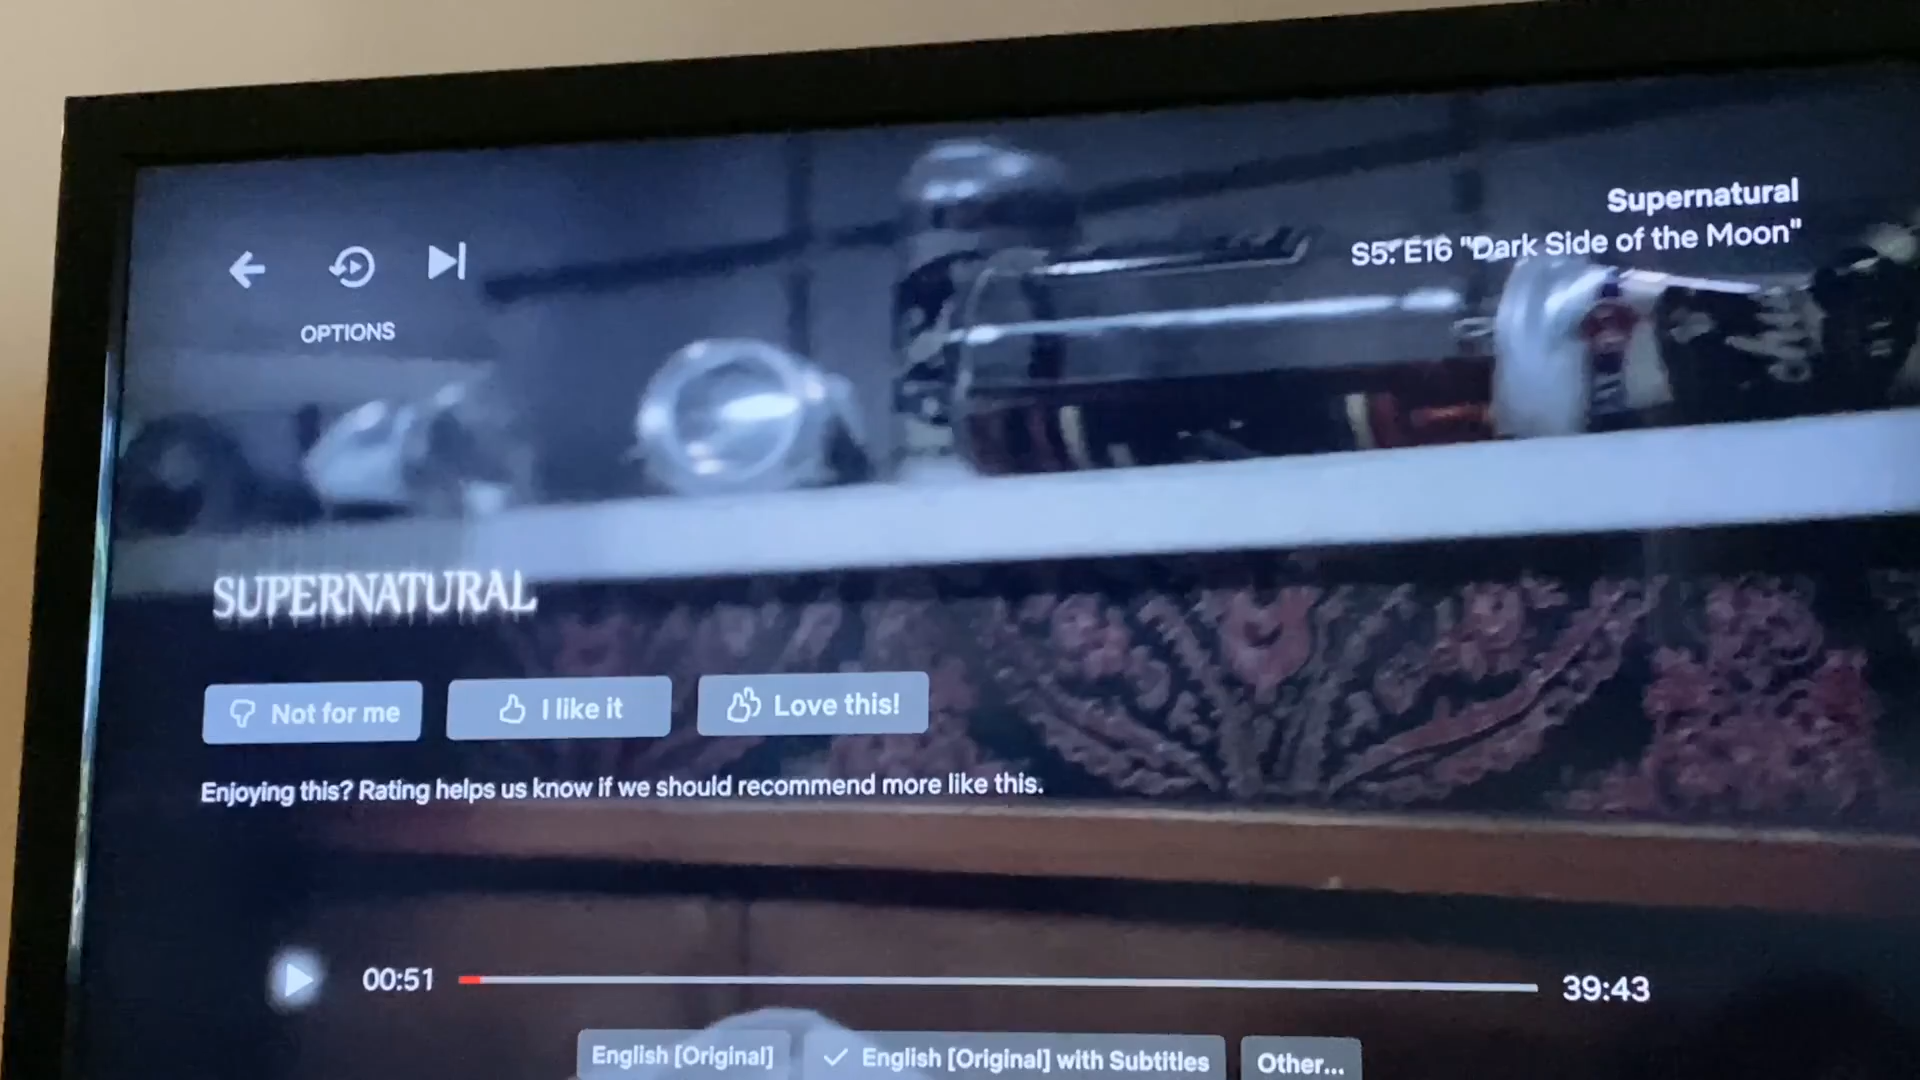 Supernatural
S5: E16 "Dark Side of the Moon"
OPTIONS
SUPERNATURAL
Not for me
I like it
Love this!
Enjoying this? Rating helps us know if we should recommend more like this.
00:51
39:43
English [Original]
English [Original] with Subtitles
Other...